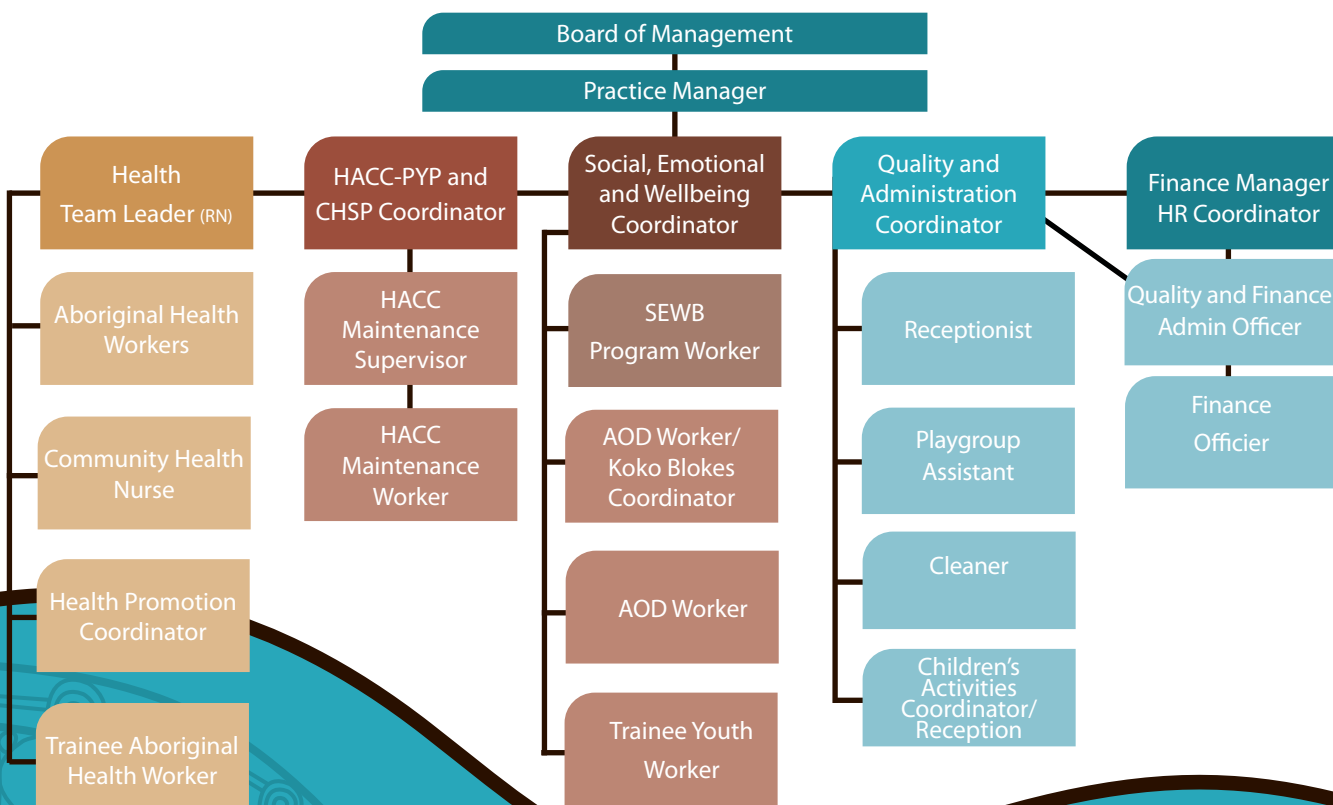 Board of Management
Practice Manager
Health
Team Leader (RN)
HACC-PYP and
CHSP Coordinator
Social, Emotional
and Wellbeing
Coordinator
Quality and
Administration
Coordinator
Finance Manager
HR Coordinator
Aboriginal Health
Workers
HACC
Maintenance
Supervisor
SEWB
Program Worker
Receptionist
Quality and Finance
Admin Officer
Community Health
Nurse
HACC
Maintenance
Worker
AOD Worker/
Koko Blokes
Coordinator
Playgroup
Assistant
Finance
Officier
Health Promotion
Coordinator
AOD Worker
Cleaner
Trainee Aboriginal
Health Worker
Trainee Youth
Worker
Children's
Activities
Coordinator/
Reception